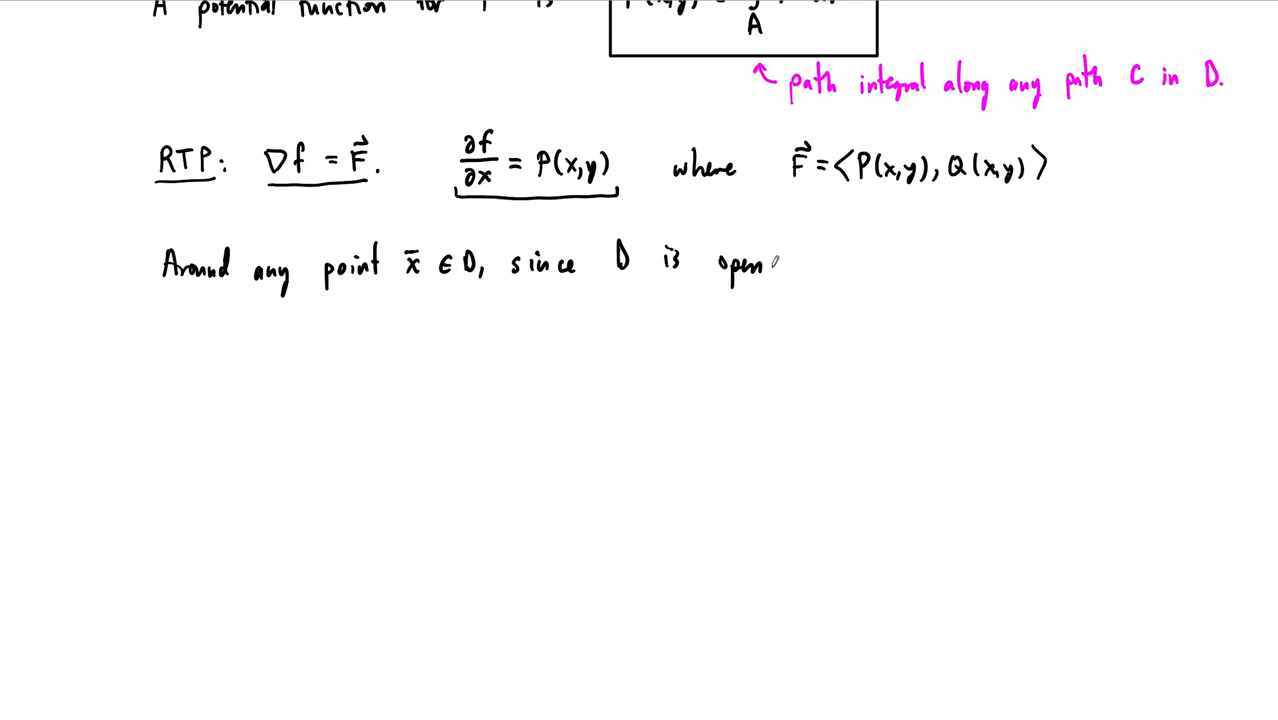 A potential function for is
A
↖ path integral along any path C in D.
RTP: ∇f = F⃗. ∂f/∂x = P(x,y) where F⃗ = ⟨P(x,y), Q(x,y)⟩
Around any point x̄ ∈ D, since D is open